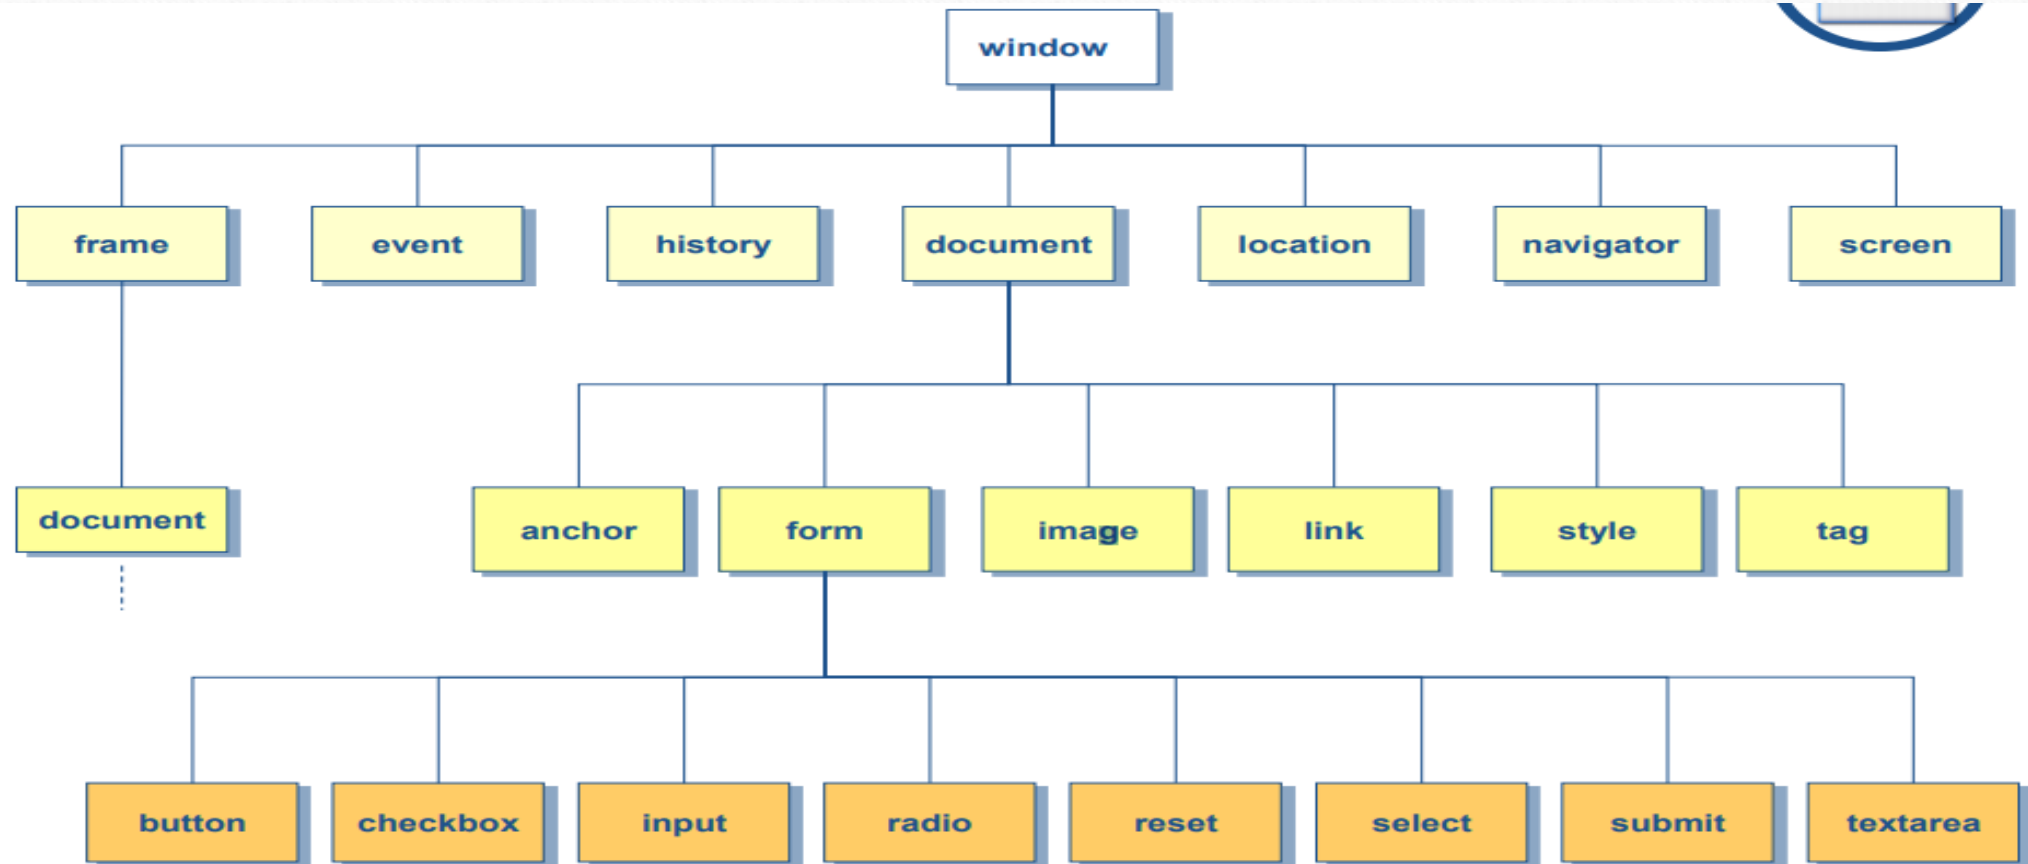 window
frame
event
history
document
location
navigator
screen
document
anchor
form
image
link
style
tag
button
checkbox
input
radio
reset
select
submit
textarea